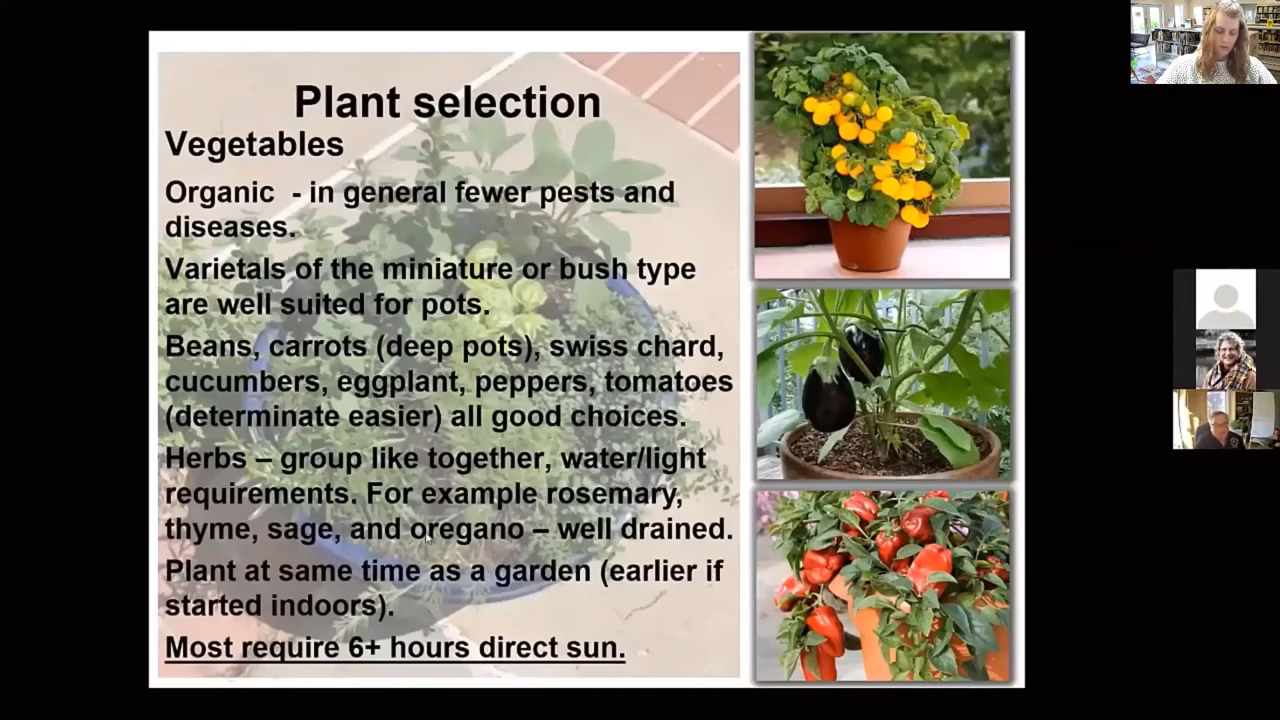 Plant selection
Vegetables
Organic - in general fewer pests and
diseases.
Varietals of the miniature or bush type
are well suited for pots.
Beans, carrots (deep pots), swiss chard,
cucumbers, eggplant, peppers, tomatoes
(determinate easier) all good choices.
Herbs – group like together, water/light
requirements. For example rosemary,
thyme, sage, and oregano – well drained.
Plant at same time as a garden (earlier if
started indoors).
Most require 6+ hours direct sun.